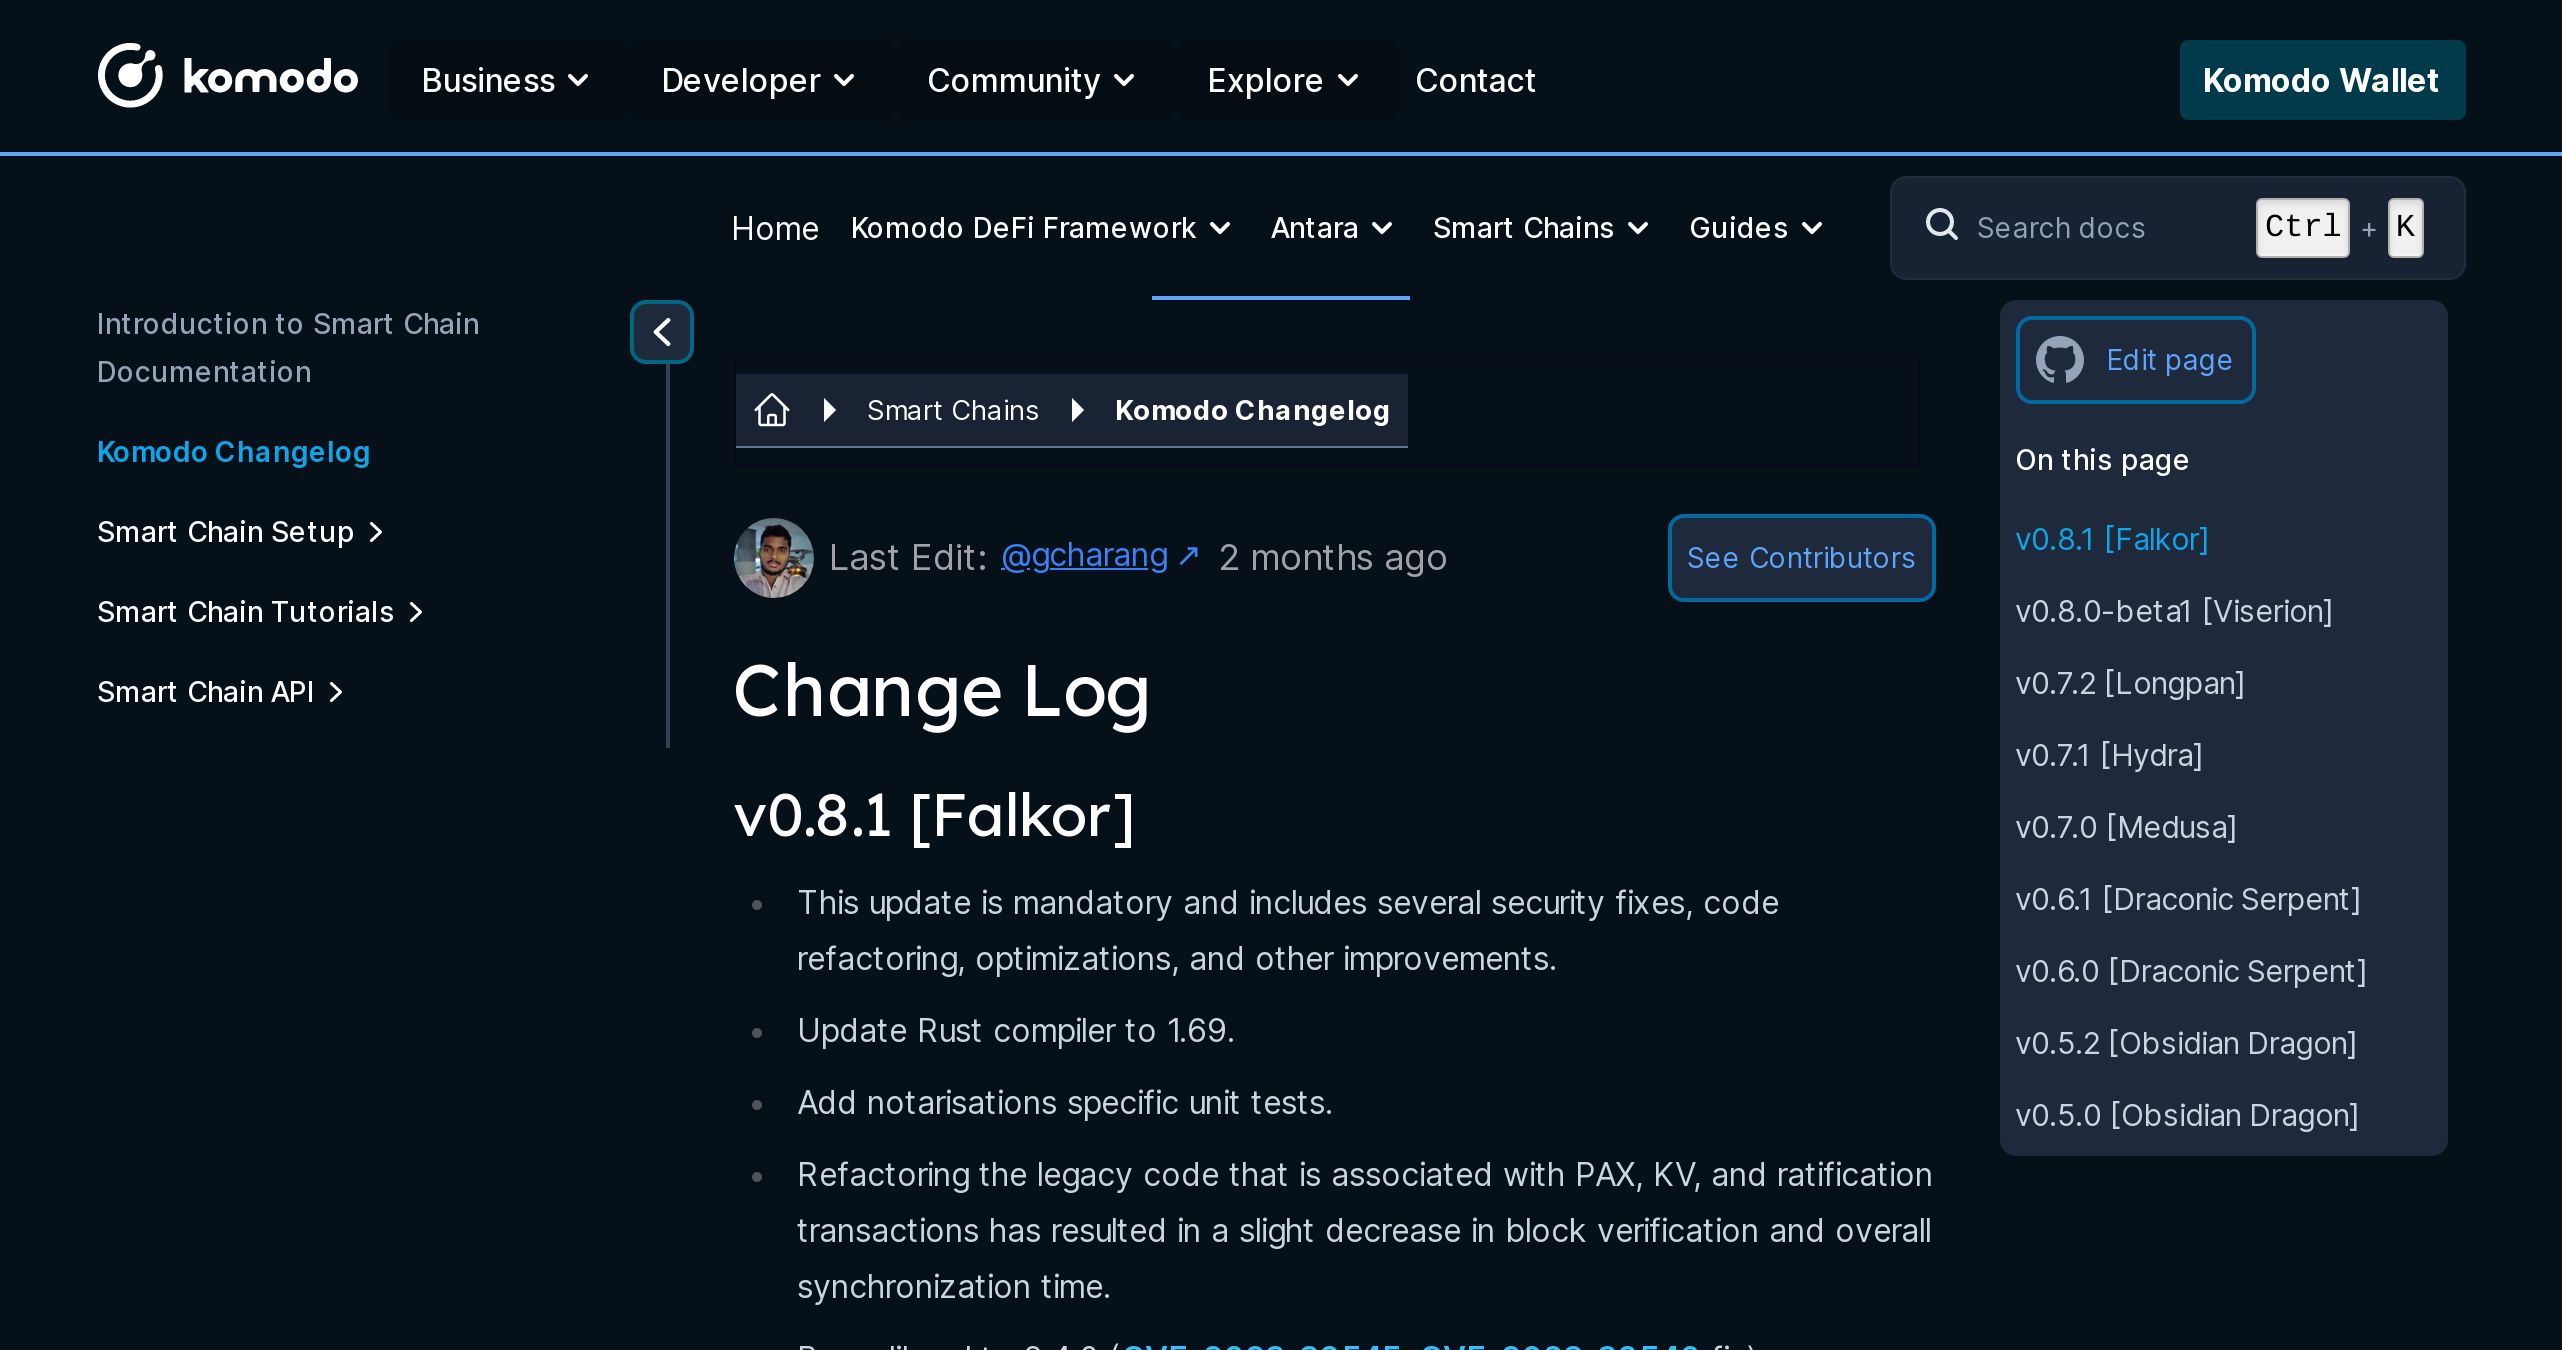 komodo Business Developer Community Explore Contact Komodo Wallet
Home Komodo DeFi Framework Antara Smart Chains Guides Search docs Ctrl + K
Introduction to Smart Chain
Documentation
Komodo Changelog
Smart Chain Setup
Smart Chain Tutorials
Smart Chain API
Smart Chains Komodo Changelog
Last Edit: @gcharang ↗ 2 months ago See Contributors
Change Log
v0.8.1 [Falkor]
• This update is mandatory and includes several security fixes, code
refactoring, optimizations, and other improvements.
• Update Rust compiler to 1.69.
• Add notarisations specific unit tests.
• Refactoring the legacy code that is associated with PAX, KV, and ratification
transactions has resulted in a slight decrease in block verification and overall
synchronization time.
Edit page
On this page
v0.8.1 [Falkor]
v0.8.0-beta1 [Viserion]
v0.7.2 [Longpan]
v0.7.1 [Hydra]
v0.7.0 [Medusa]
v0.6.1 [Draconic Serpent]
v0.6.0 [Draconic Serpent]
v0.5.2 [Obsidian Dragon]
v0.5.0 [Obsidian Dragon]